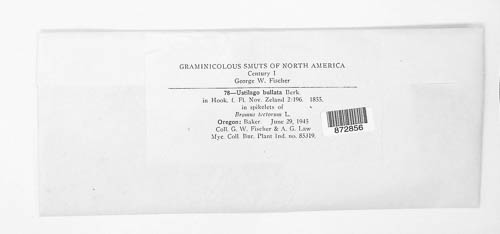 GRAMINICOLOUS SMUTS OF NORTH AMERICA
Century I
George W. Fischer
78—Ustilago bullata Berk.
in Hook. f. Fl. Nov. Zeland 2:196. 1855.
in spikelets of
Bromus tectorum L.
Oregon: Baker. June 29, 1943
Coll. G. W. Fischer & A. G. Law
Myc. Coll. Bur. Plant Ind. no. 85319.
872856